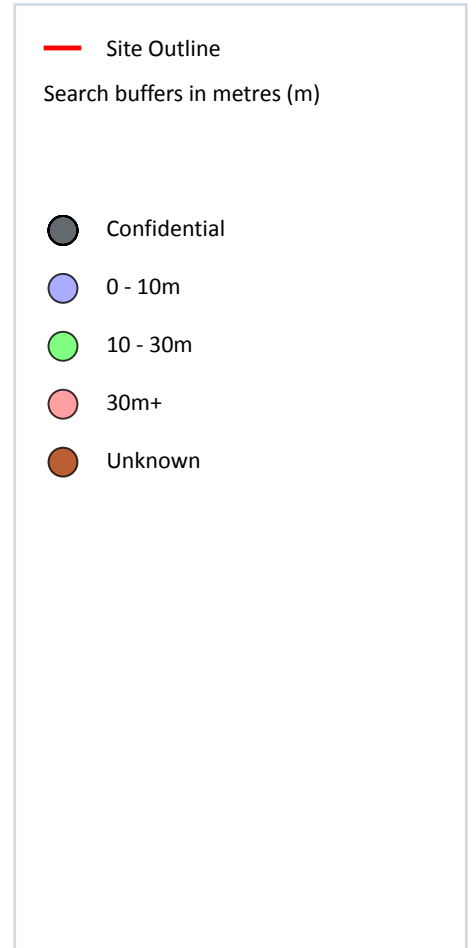 Site Outline
Search buffers in metres (m)
Confidential
0 - 10m
10 - 30m
30m+
Unknown